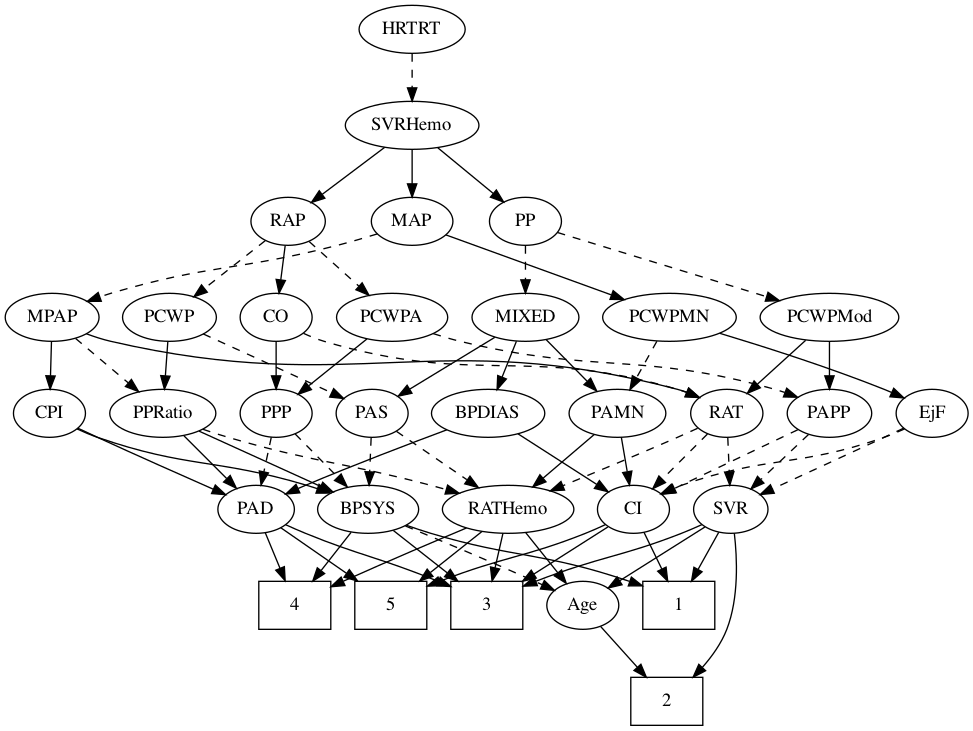 HRTRT
SVRHemo
RAP
MAP
PP
MPAP
PCWP
CO
PCWPA
MIXED
PCWPMN
PCWPMod
CPI
PPRatio
PPP
PAS
BPDIAS
PAMN
RAT
PAPP
EjF
PAD
BPSYS
RATHemo
CI
SVR
4
5
3
Age
1
2